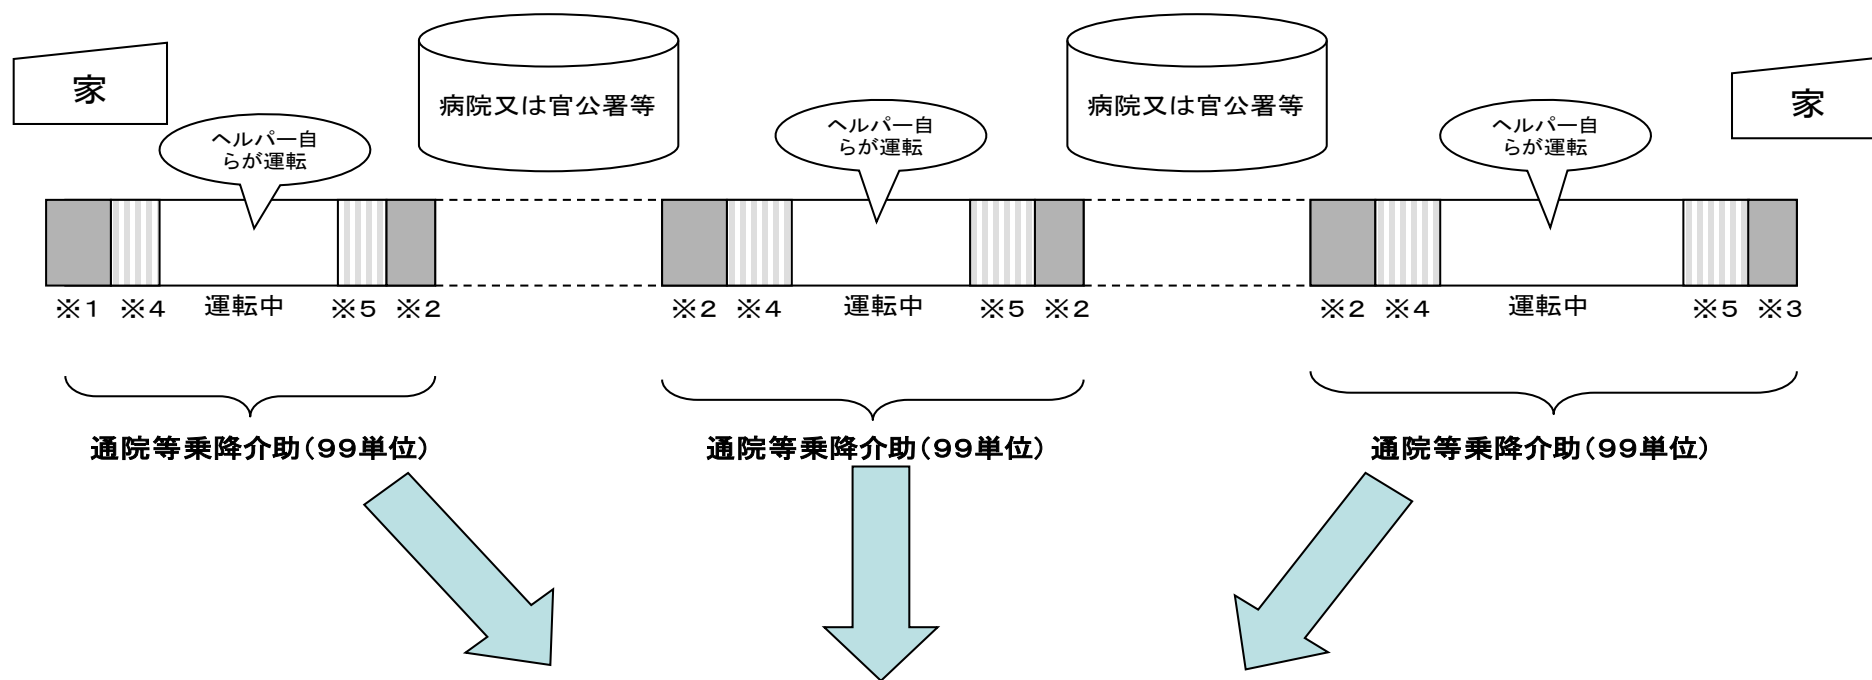 家
病院又は官公署等
病院又は官公署等
家
ヘルパー自
らが運転
ヘルパー自
らが運転
ヘルパー自
らが運転
※1 ※4 運転中 ※5 ※2
※2 ※4 運転中 ※5 ※2
※2 ※4 運転中 ※5 ※3
通院等乗降介助(99単位)
通院等乗降介助(99単位)
通院等乗降介助(99単位)